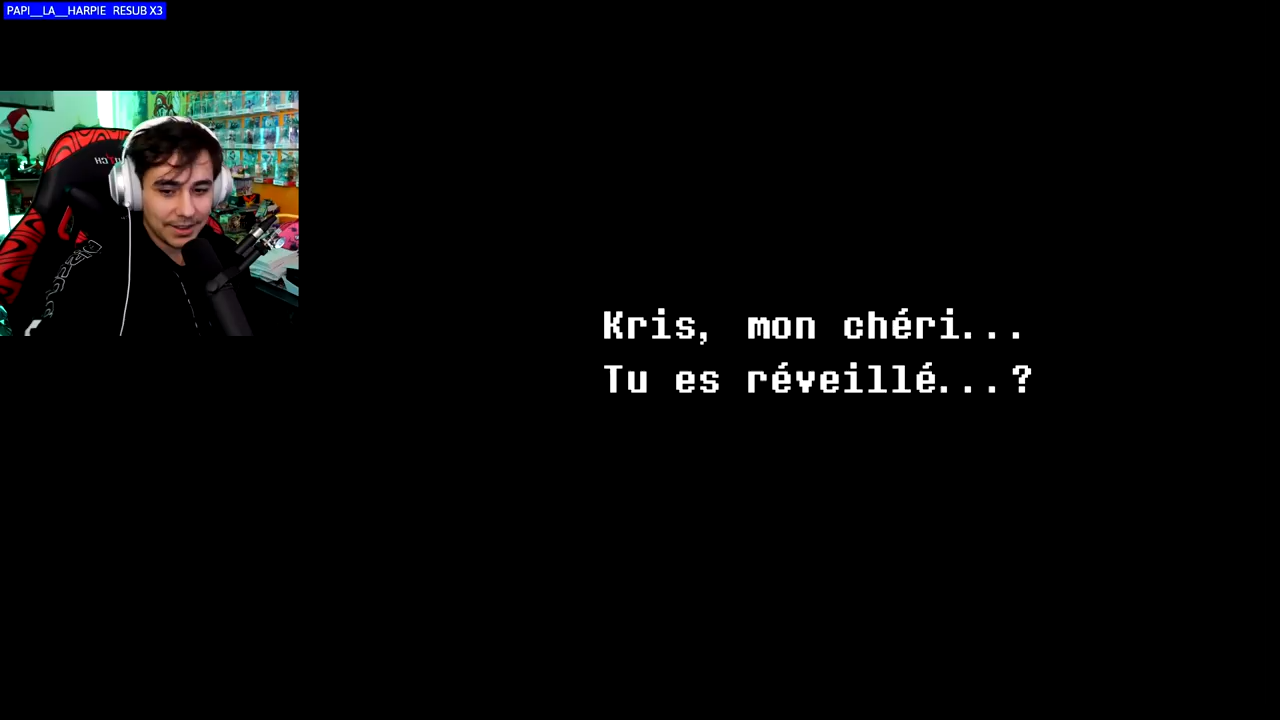 PAPI__LA__HARPIE RESUB X3
Kris, mon chéri...
Tu es réveillé...?